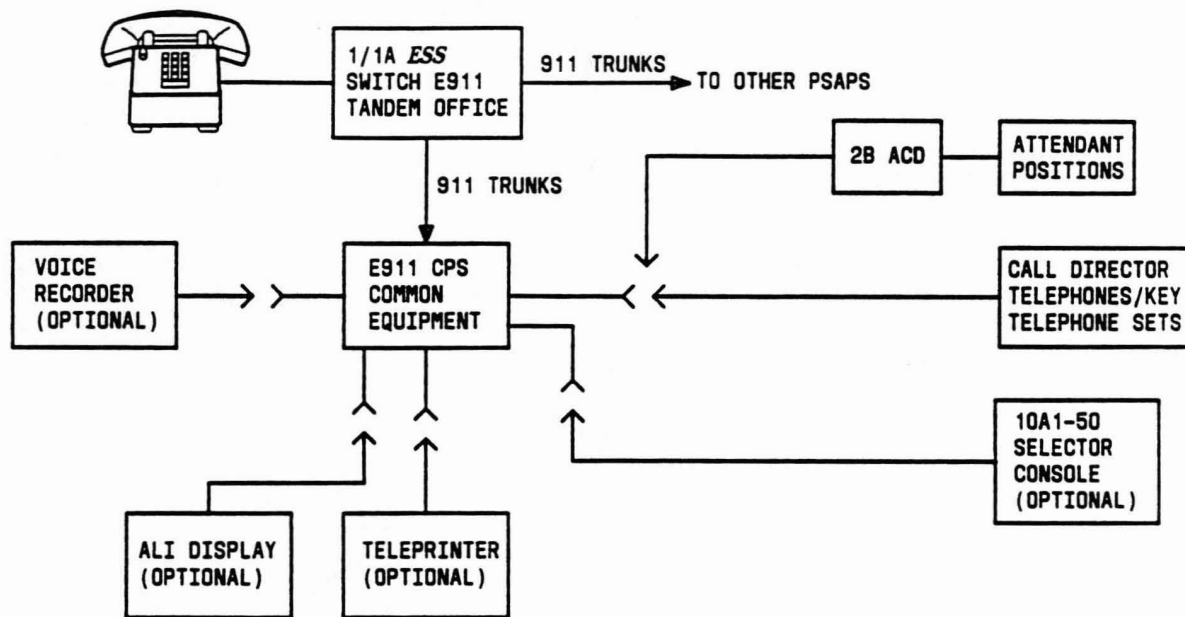 1/1A ESS
SWITCH E911
TANDEM OFFICE
911 TRUNKS
TO OTHER PSAPS
911 TRUNKS
2B ACD
ATTENDANT
POSITIONS
VOICE
RECORDER
(OPTIONAL)
E911 CPS
COMMON
EQUIPMENT
CALL DIRECTOR
TELEPHONES/KEY
TELEPHONE SETS
10A1-50
SELECTOR
CONSOLE
(OPTIONAL)
ALI DISPLAY
(OPTIONAL)
TELEPRINTER
(OPTIONAL)